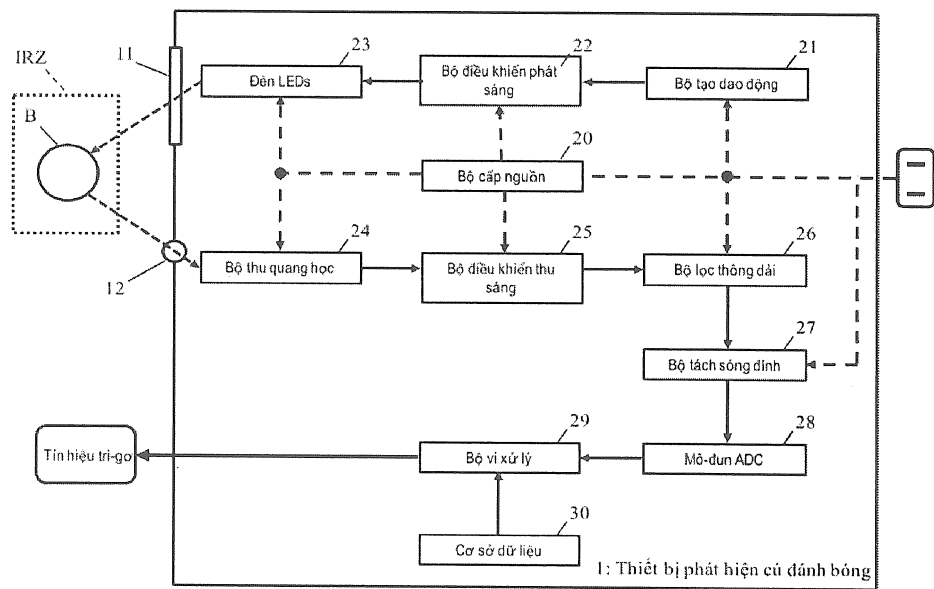 IRZ
11
23
22
21
Đèn LEDs
Bộ điều khiển phát
sáng
Bộ tạo dao động
B
20
Bộ cấp nguồn
12
24
25
26
Bộ thu quang học
Bộ điều khiển thu
sáng
Bộ lọc thông dải
27
Bộ tách sóng đỉnh
29
28
Tín hiệu tri-gơ
Bộ vi xử lý
Mô-đun ADC
30
Cơ sở dữ liệu
1: Thiết bị phát hiện cú đánh bóng